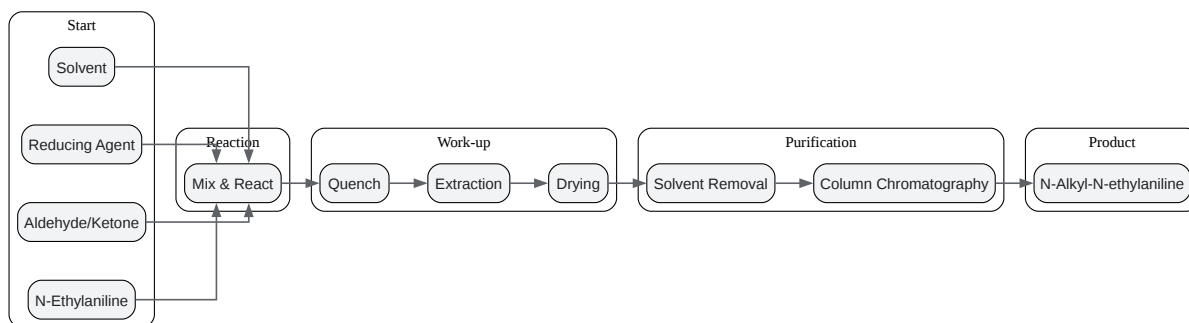 Start
Solvent
Reducing Agent
Aldehyde/Ketone
N-Ethylaniline
Reaction
Mix & React
Work-up
Quench
Extraction
Drying
Purification
Solvent Removal
Column Chromatography
Product
N-Alkyl-N-ethylaniline